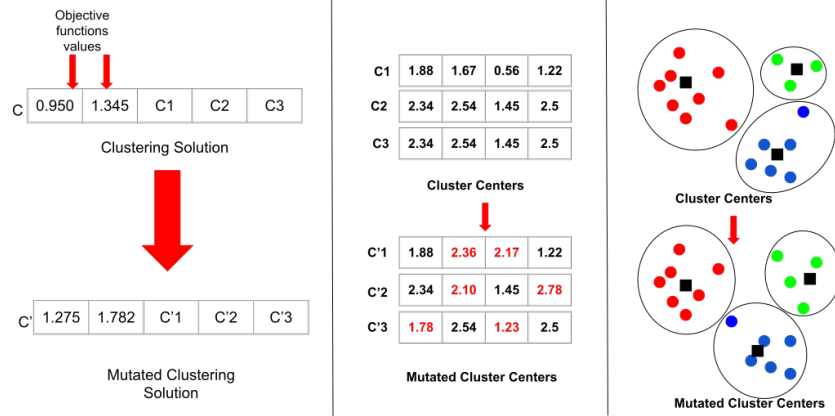 Objective
functions
values
C 0.950 1.345 C1 C2 C3
Clustering Solution
C' 1.275 1.782 C'1 C'2 C'3
Mutated Clustering
Solution
C1 1.88 1.67 0.56 1.22
C2 2.34 2.54 1.45 2.5
C3 2.34 2.54 1.45 2.5
Cluster Centers
C'1 1.88 2.36 2.17 1.22
C'2 2.34 2.10 1.45 2.78
C'3 1.78 2.54 1.23 2.5
Mutated Cluster Centers
Cluster Centers
Mutated Cluster Centers